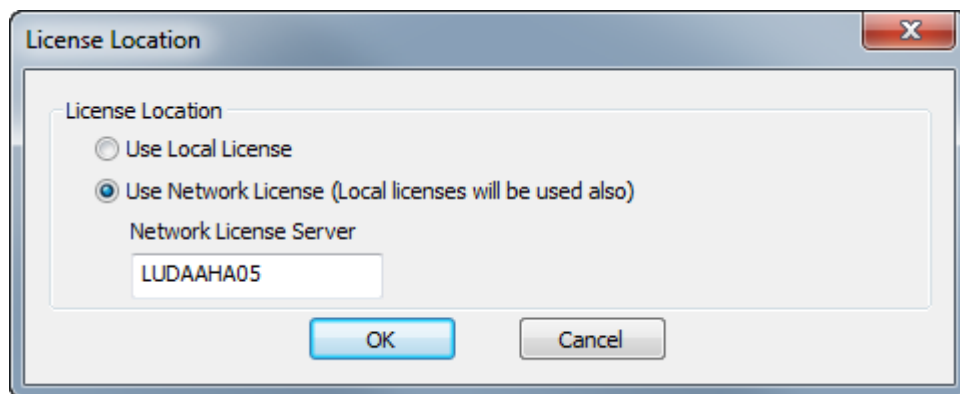 License Location
License Location
Use Local License
Use Network License (Local licenses will be used also)
Network License Server
LUDAAHA05
OK
Cancel